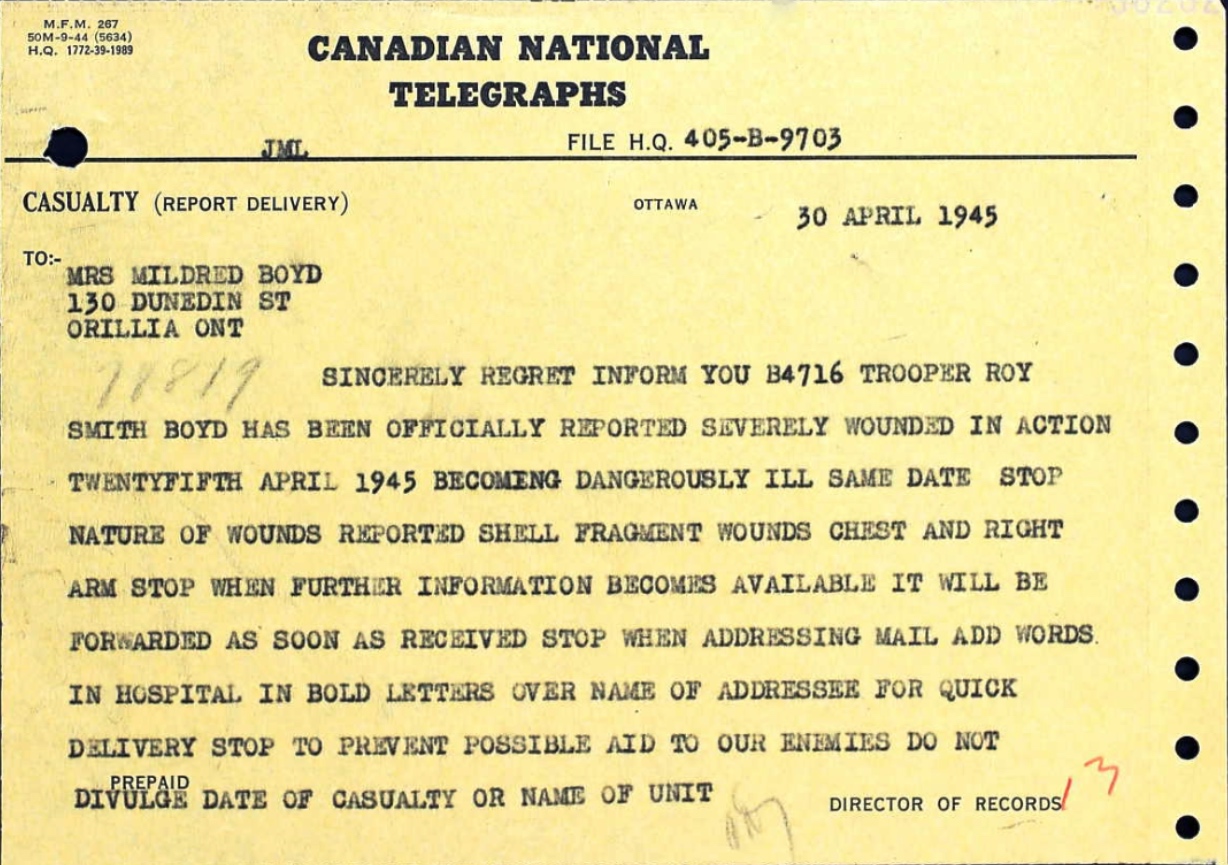 M.F.M. 267
50M-9-44 (5634)
H.Q. 1772-39-1989
CANADIAN NATIONAL
TELEGRAPHS
JML
FILE H.Q. 405-B-9703
CASUALTY (REPORT DELIVERY)
OTTAWA
30 APRIL 1945
TO:-
MRS MILDRED BOYD
130 DUNEDIN ST
ORILLIA ONT
78819
SINCERELY REGRET INFORM YOU B4716 TROOPER ROY
SMITH BOYD HAS BEEN OFFICIALLY REPORTED SEVERELY WOUNDED IN ACTION
TWENTYFIFTH APRIL 1945 BECOMING DANGEROUSLY ILL SAME DATE STOP
NATURE OF WOUNDS REPORTED SHELL FRAGMENT WOUNDS CHEST AND RIGHT
ARM STOP WHEN FURTHER INFORMATION BECOMES AVAILABLE IT WILL BE
FORWARDED AS SOON AS RECEIVED STOP WHEN ADDRESSING MAIL ADD WORDS
IN HOSPITAL IN BOLD LETTERS OVER NAME OF ADDRESSEE FOR QUICK
DELIVERY STOP TO PREVENT POSSIBLE AID TO OUR ENEMIES DO NOT
PREPAID
DIVULGE DATE OF CASUALTY OR NAME OF UNIT
DIRECTOR OF RECORDS
13